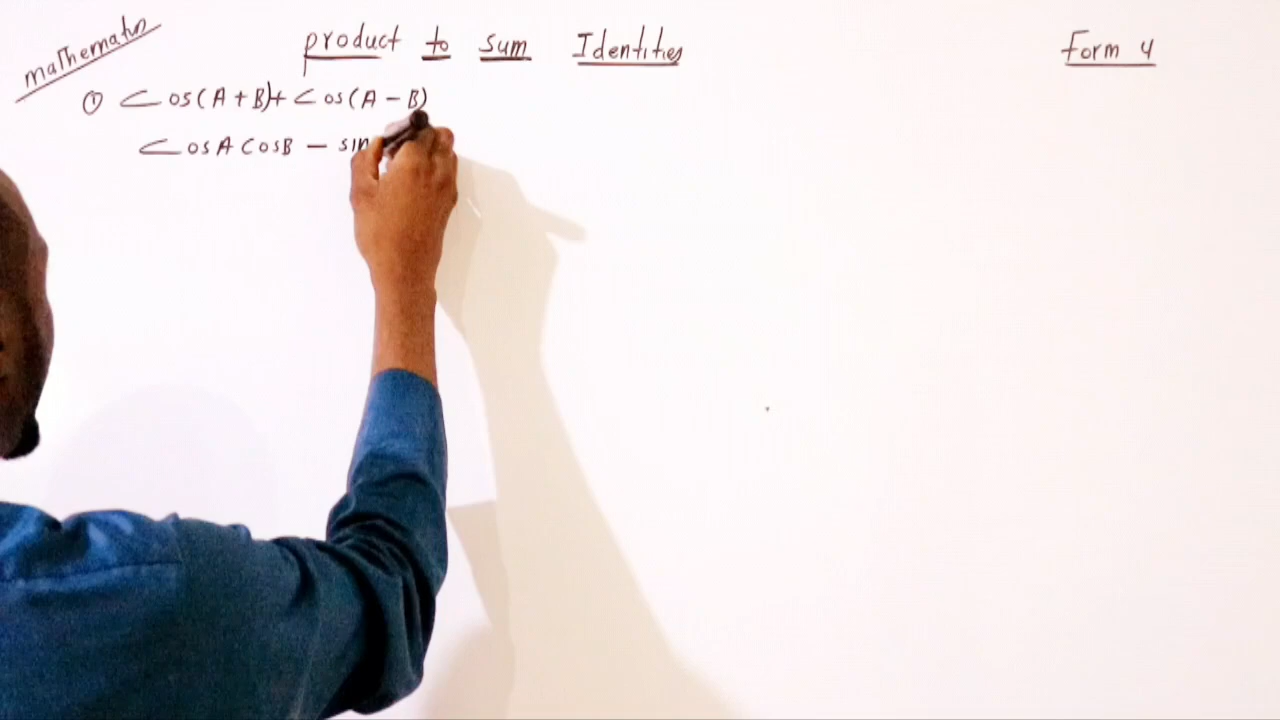 mathematics
product to sum Identities
Form 4
① Cos(A + B) + Cos(A - B)
CosA CosB - sin